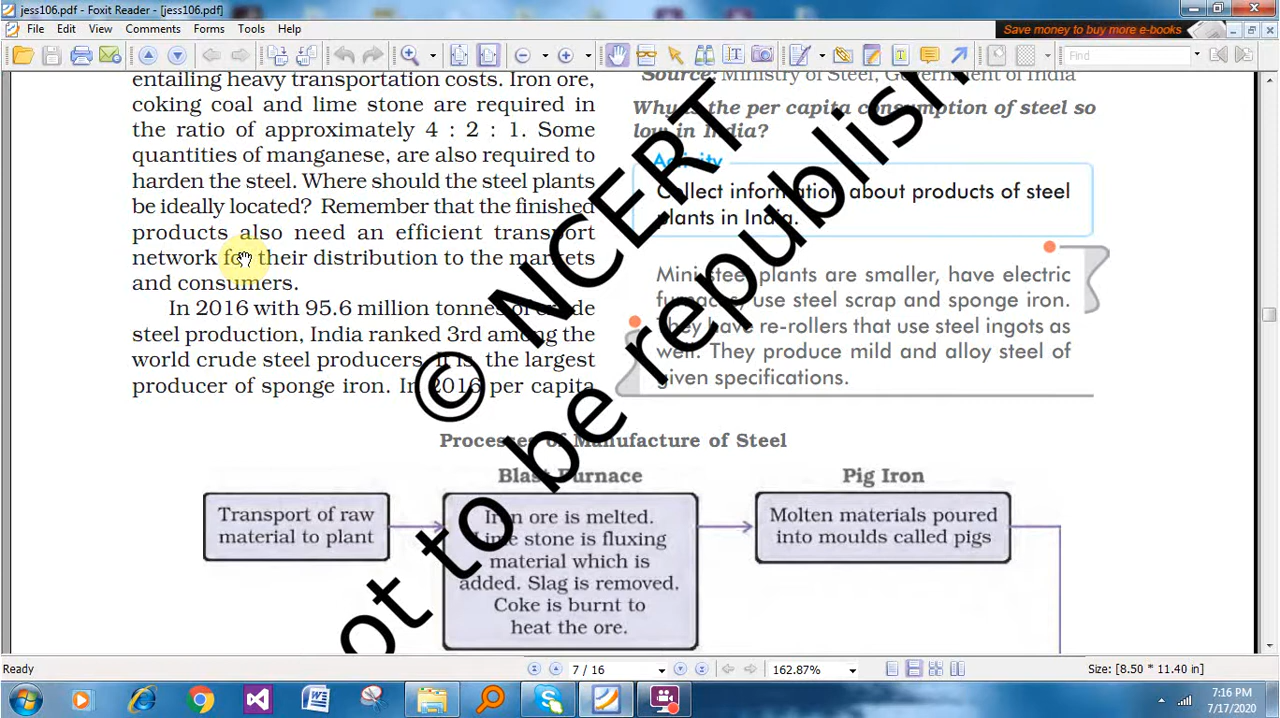 jess106.pdf - Foxit Reader - [jess106.pdf]
File Edit View Comments Forms Tools Help
Save money to buy more e-books
Find
entailing heavy transportation costs. Iron ore,
coking coal and lime stone are required in
the ratio of approximately 4 : 2 : 1. Some
quantities of manganese, are also required to
harden the steel. Where should the steel plants
be ideally located? Remember that the finished
products also need an efficient transport
network for their distribution to the markets
and consumers.
In 2016 with 95.6 million tonnes of crude
steel production, India ranked 3rd among the
world crude steel producers. It is the largest
producer of sponge iron. In 2016 per capita
Source: Ministry of Steel, Government of India
Why is the per capita consumption of steel so
low in India?
Activity
Collect information about products of steel
plants in India.
Mini steel plants are smaller, have electric
furnaces, use steel scrap and sponge iron.
They have re-rollers that use steel ingots as
well. They produce mild and alloy steel of
given specifications.
© NCERT
not to be republish
Processes of Manufacture of Steel
Blast Furnace
Pig Iron
Transport of raw
material to plant
Iron ore is melted.
Lime stone is fluxing
material which is
added. Slag is removed.
Coke is burnt to
heat the ore.
Molten materials poured
into moulds called pigs
Ready
7 / 16
162.87%
Size: [8.50 * 11.40 in]
7:16 PM
7/17/2020